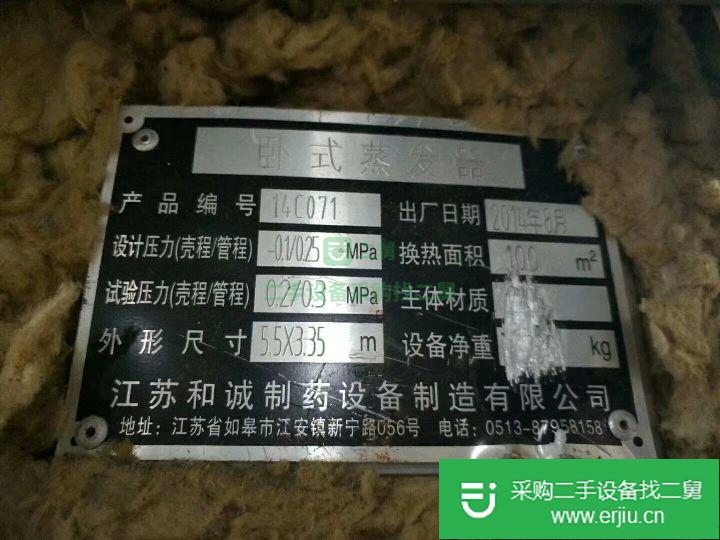 卧式蒸发器
产品编号 14C071 出厂日期 2014年8月
设计压力(壳程/管程) -0.1/0.25 MPa 换热面积 100 m²
试验压力(壳程/管程) 0.2/0.3 MPa 主体材质
外形尺寸 5.5X3.35 m 设备净重 kg
江苏和诚制药设备制造有限公司
地址: 江苏省如皋市江安镇新宁路056号 电话: 0513-87958158
采购二手设备找二舅
www.erjiu.cn